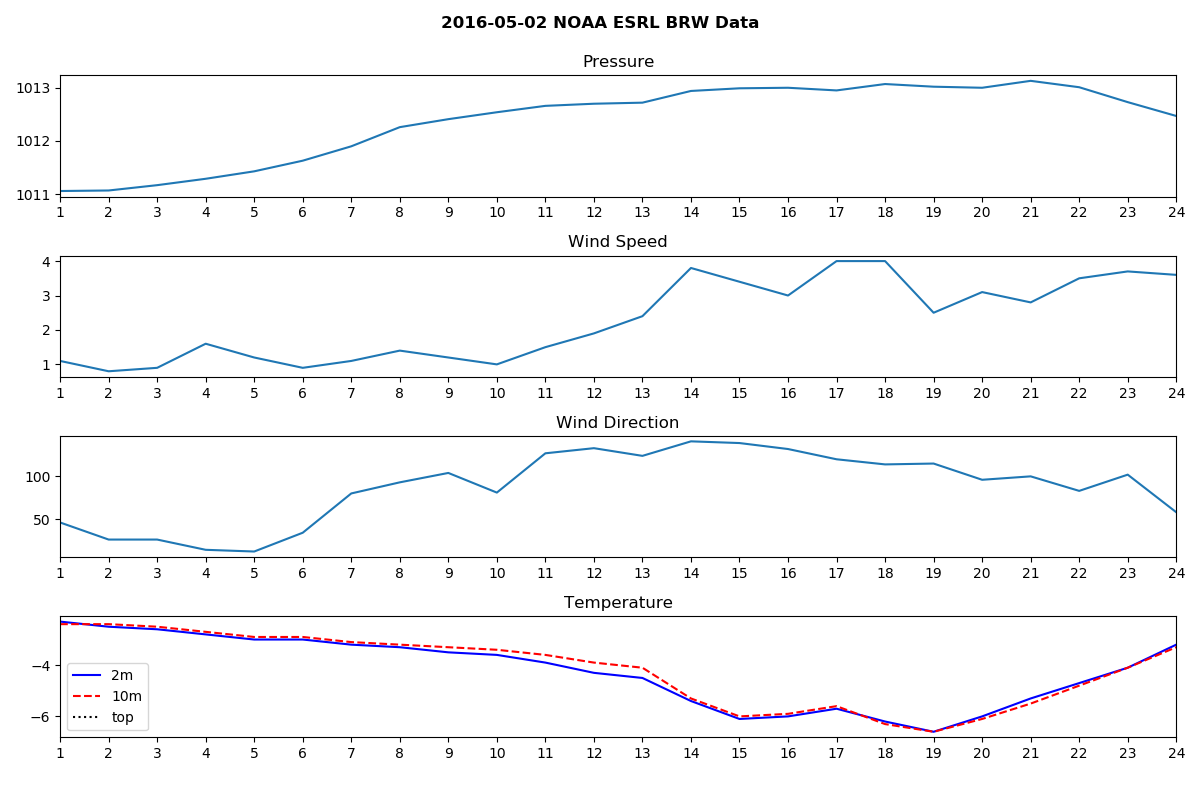 2016-05-02 NOAA ESRL BRW Data
Pressure
1013
1012
1011
1 2 3 4 5 6 7 8 9 10 11 12 13 14 15 16 17 18 19 20 21 22 23 24
Wind Speed
4
3
2
1
1 2 3 4 5 6 7 8 9 10 11 12 13 14 15 16 17 18 19 20 21 22 23 24
Wind Direction
100
50
1 2 3 4 5 6 7 8 9 10 11 12 13 14 15 16 17 18 19 20 21 22 23 24
Temperature
−4
−6
2m
10m
top
1 2 3 4 5 6 7 8 9 10 11 12 13 14 15 16 17 18 19 20 21 22 23 24